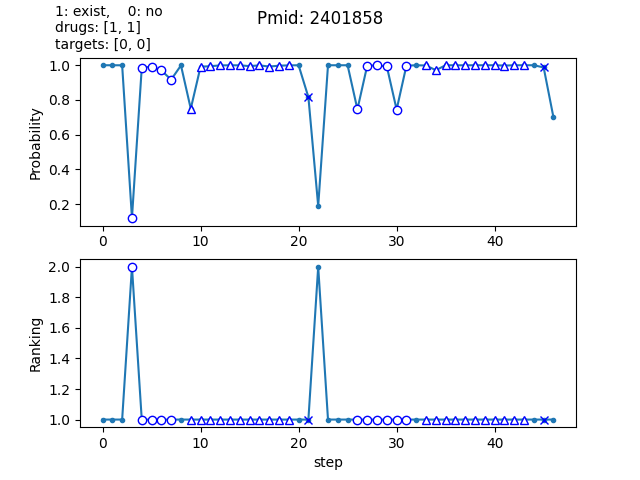 1: exist,    0: no
drugs: [1, 1]
targets: [0, 0]
Pmid: 2401858
1.0
0.8
0.6
0.4
0.2
Probability
0 10 20 30 40
2.0
1.8
1.6
1.4
1.2
1.0
Ranking
0 10 20 30 40
step